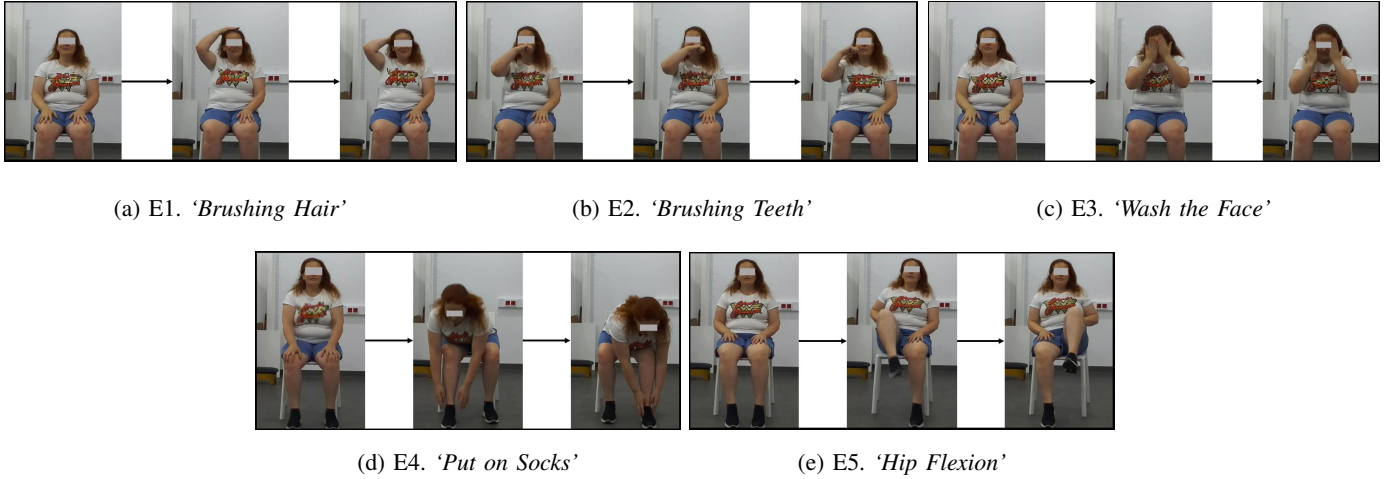 (a) E1. ‘Brushing Hair’
(b) E2. ‘Brushing Teeth’
(c) E3. ‘Wash the Face’
(d) E4. ‘Put on Socks’
(e) E5. ‘Hip Flexion’